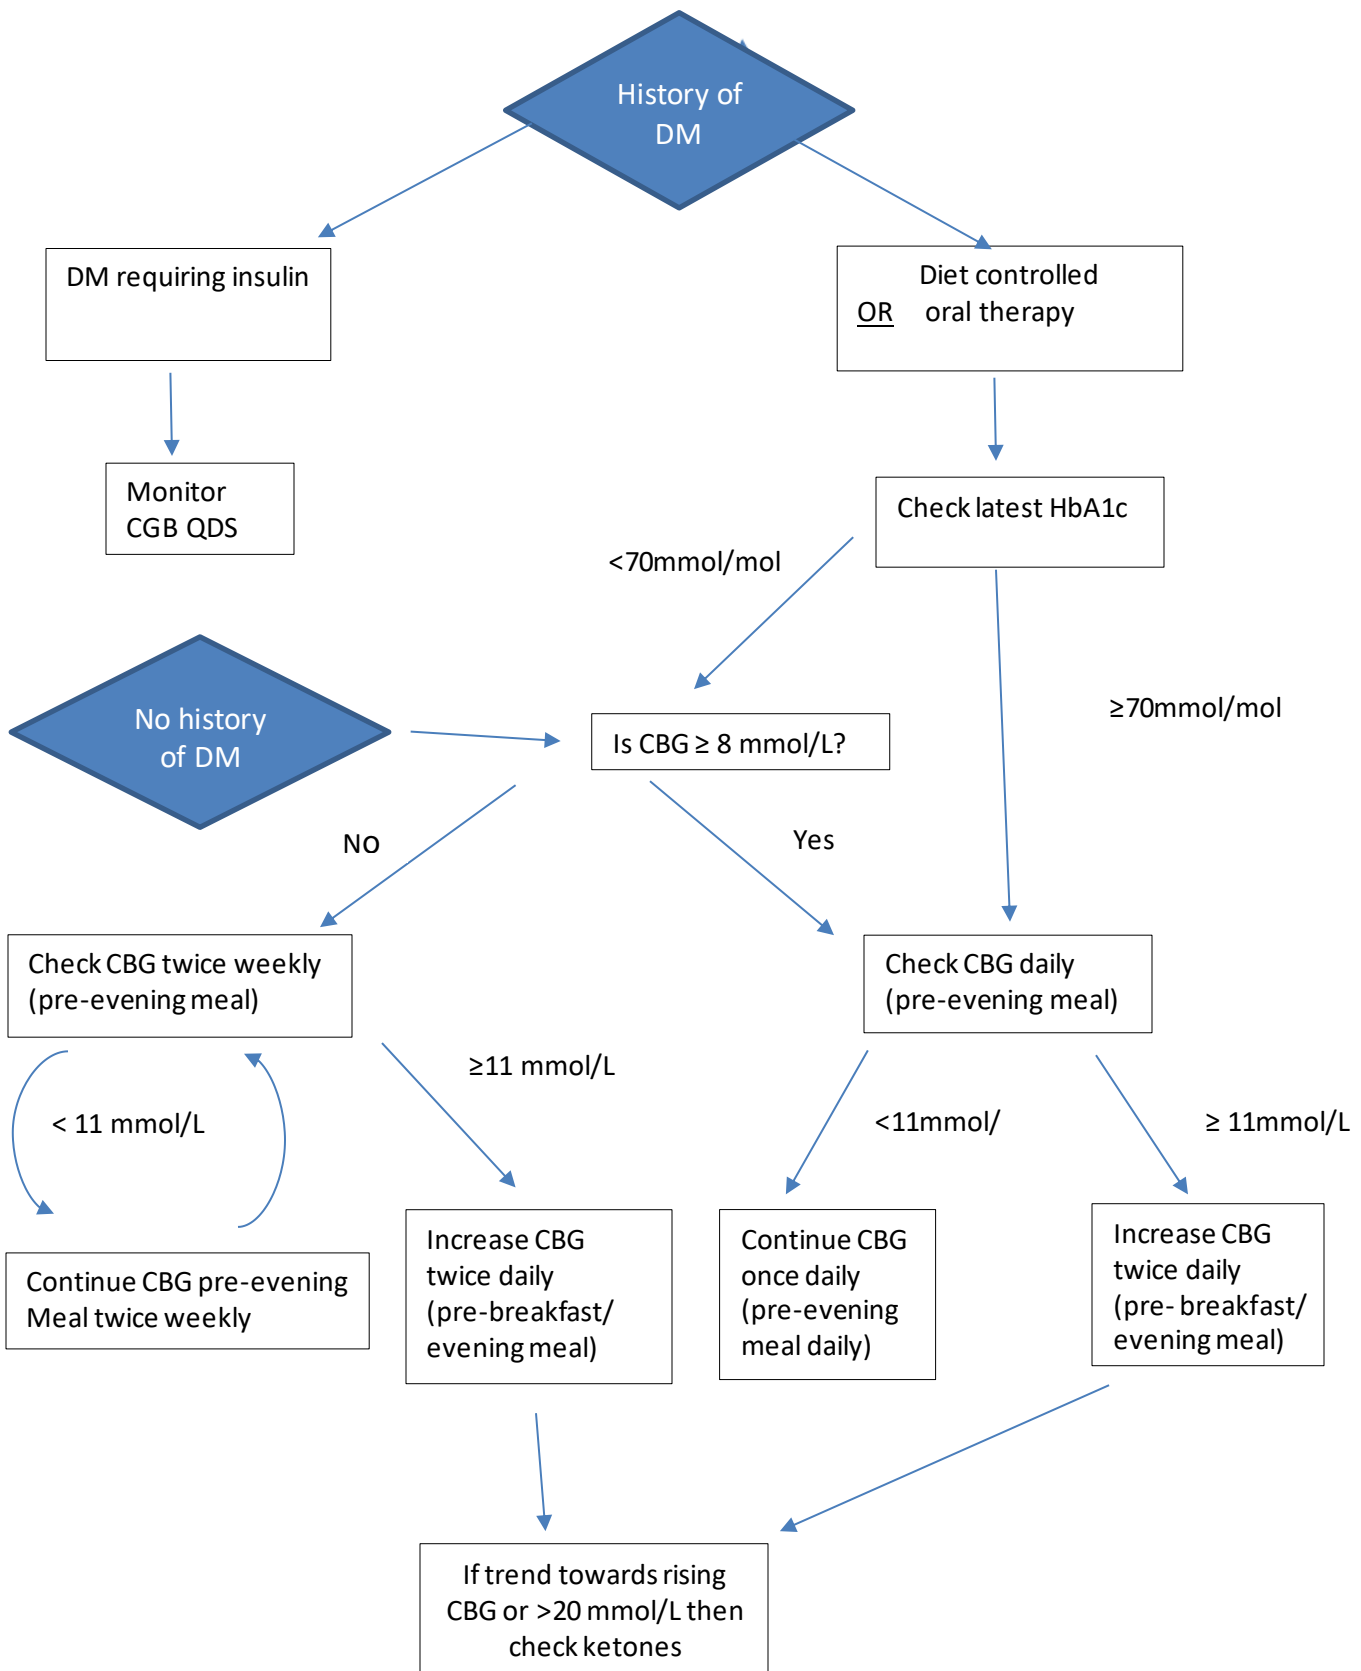 History of
DM
DM requiring insulin
Diet controlled
OR oral therapy
Monitor
CGB QDS
Check latest HbA1c
<70mmol/mol
≥70mmol/mol
No history
of DM
Is CBG ≥ 8 mmol/L?
No
Yes
Check CBG twice weekly
(pre-evening meal)
Check CBG daily
(pre-evening meal)
≥11 mmol/L
< 11 mmol/L
<11mmol/
≥ 11mmol/L
Continue CBG pre-evening
Meal twice weekly
Increase CBG
twice daily
(pre-breakfast/
evening meal)
Continue CBG
once daily
(pre-evening
meal daily)
Increase CBG
twice daily
(pre- breakfast/
evening meal)
If trend towards rising
CBG or >20 mmol/L then
check ketones